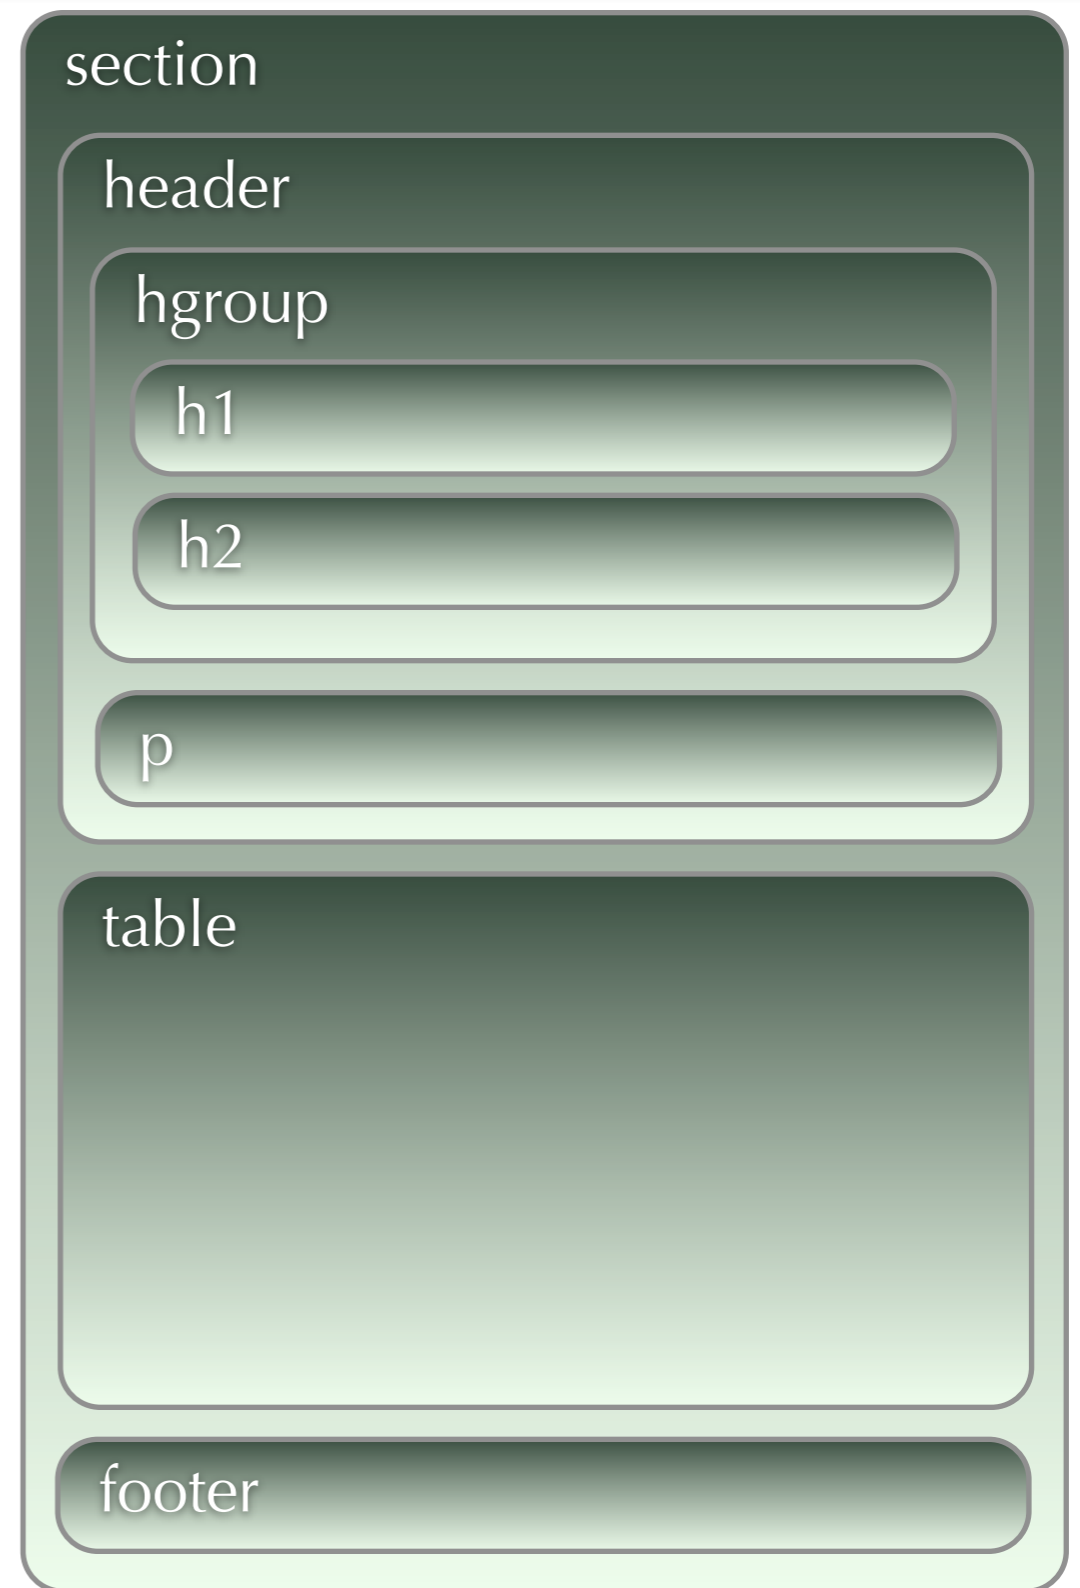 section
header
hgroup
h1
h2
p
table
footer